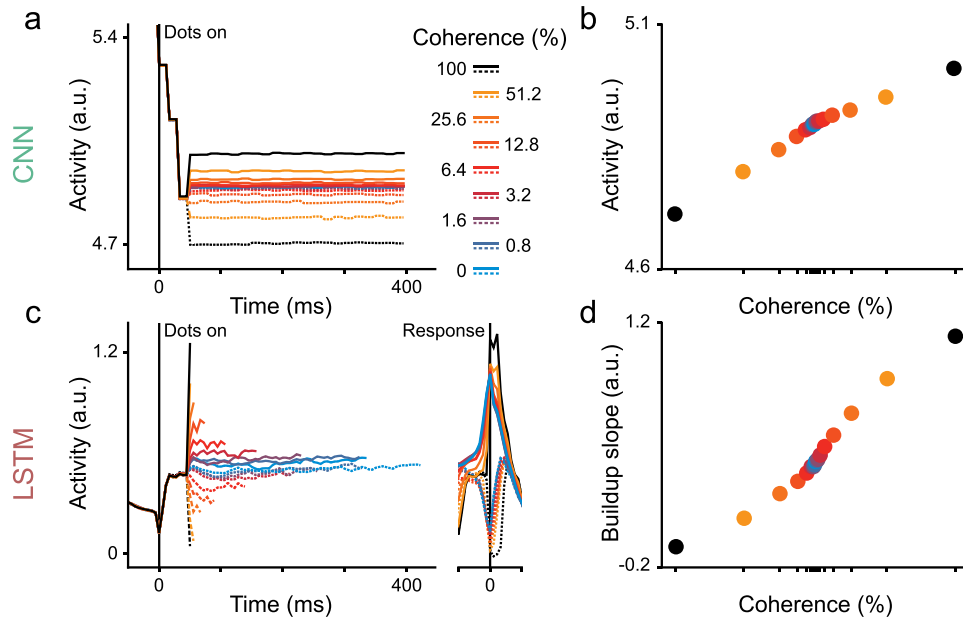 a
CNN
Activity (a.u.)
5.4
4.7
Dots on
0
400
Time (ms)
Coherence (%)
100
51.2
25.6
12.8
6.4
3.2
1.6
0.8
0
b
Activity (a.u.)
5.1
4.6
Coherence (%)
c
LSTM
Activity (a.u.)
1.2
0
Dots on
Response
0
400
0
Time (ms)
d
Buildup slope (a.u.)
1.2
-0.2
Coherence (%)